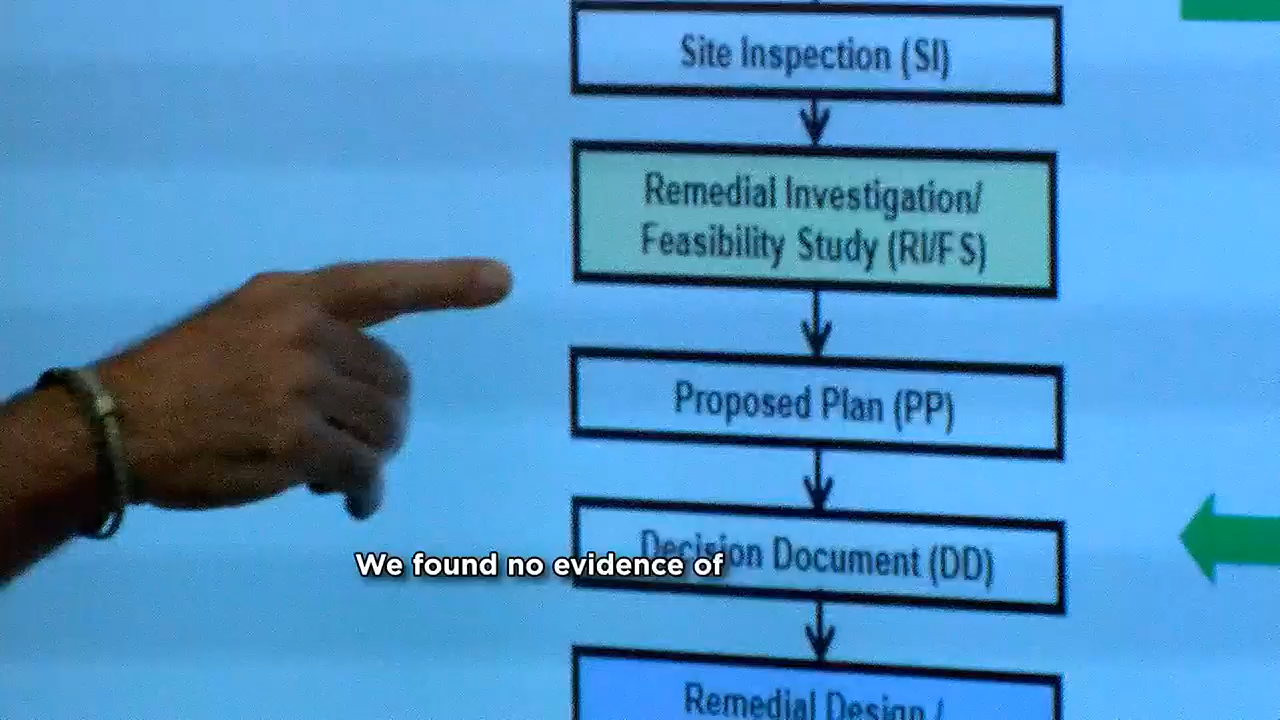 Site Inspection (SI)
Remedial Investigation/
Feasibility Study (RI/FS)
Proposed Plan (PP)
Decision Document (DD)
We found no evidence of
Remedial Design /